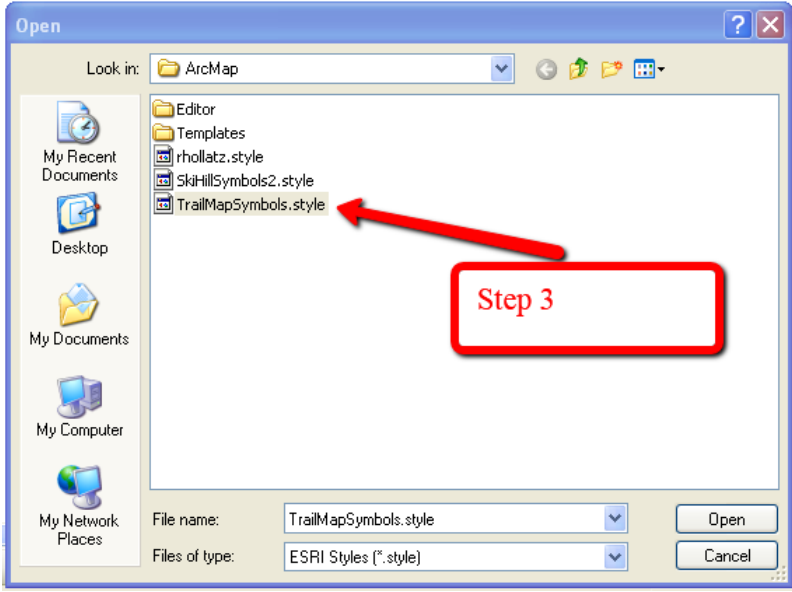 Open
Look in:
ArcMap
My Recent
Documents
Desktop
My Documents
My Computer
My Network
Places
Editor
Templates
rhollatz.style
SkiHillSymbols2.style
TrailMapSymbols.style
Step 3
File name:
TrailMapSymbols.style
Open
Files of type:
ESRI Styles (*.style)
Cancel